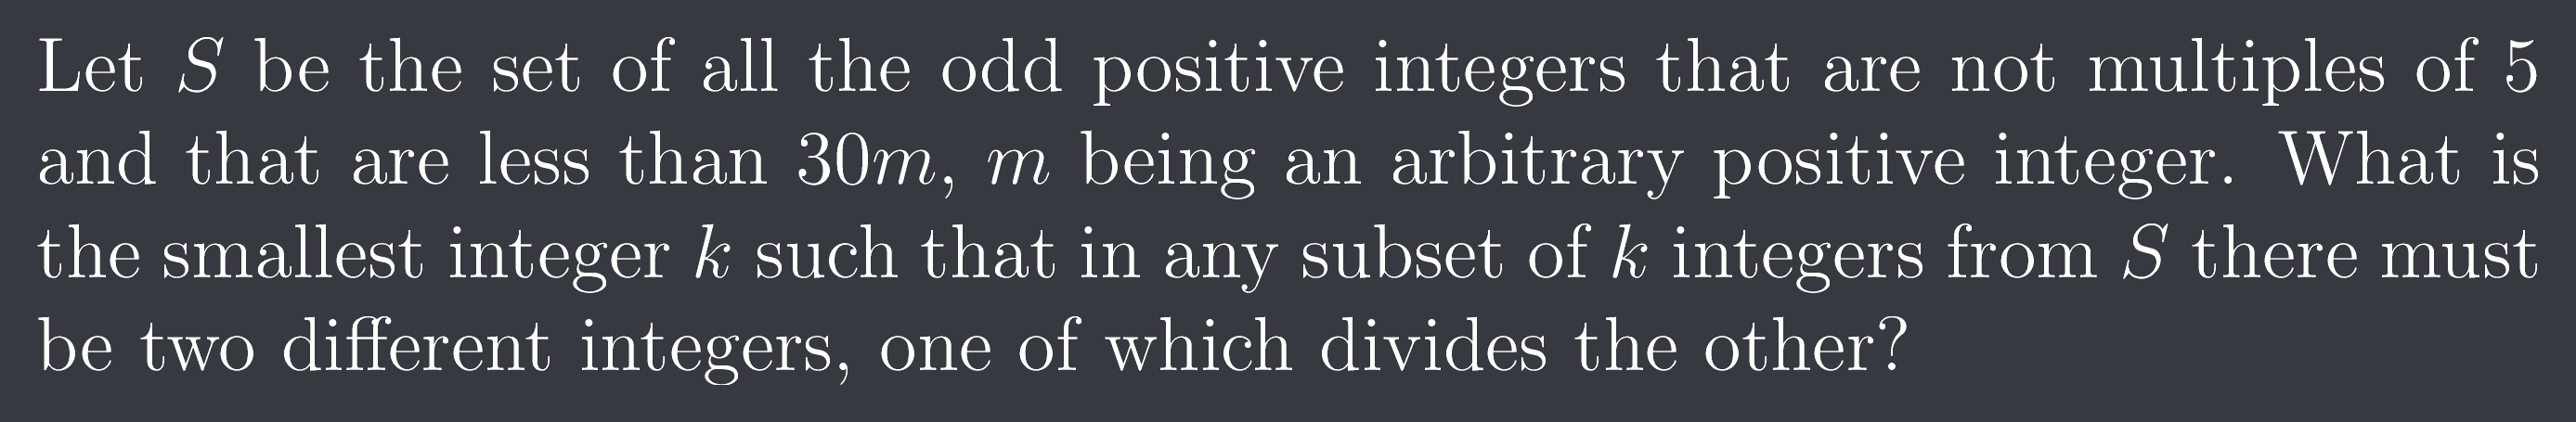 Let S be the set of all the odd positive integers that are not multiples of 5
and that are less than 30m, m being an arbitrary positive integer. What is
the smallest integer k such that in any subset of k integers from S there must
be two different integers, one of which divides the other?